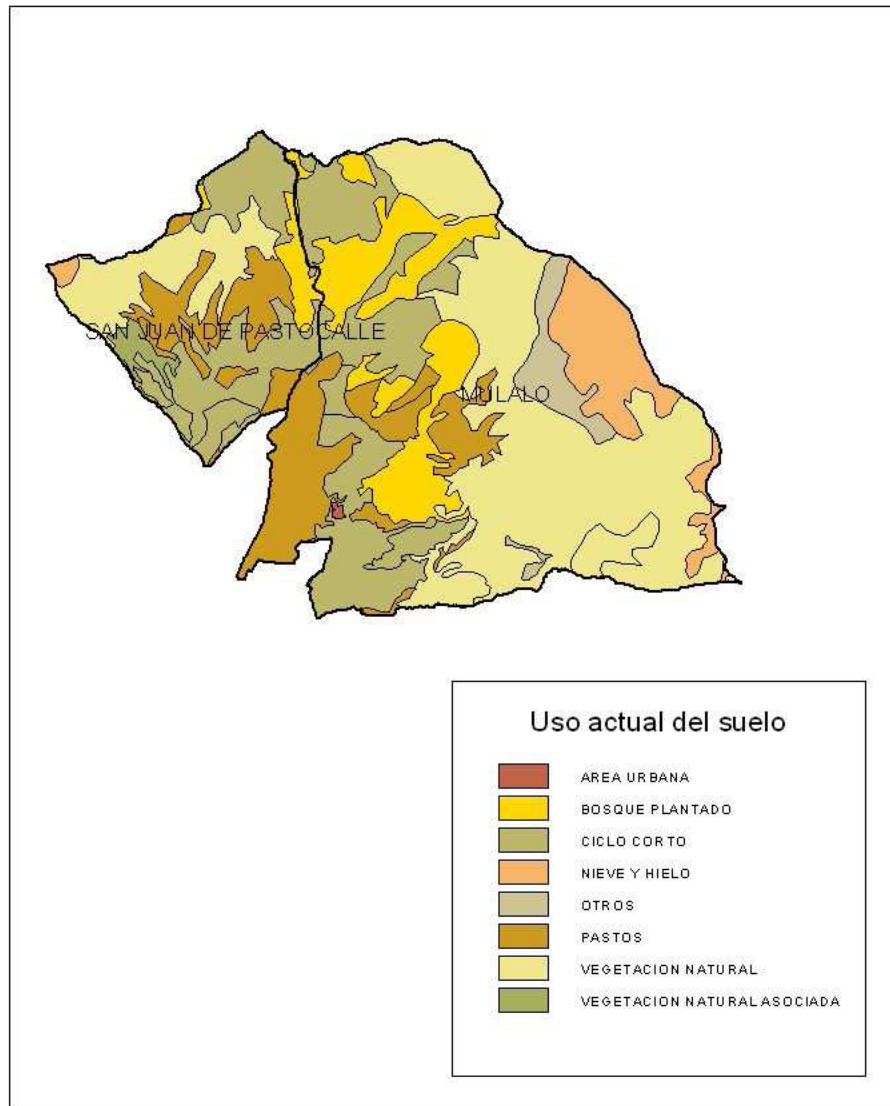 SAN JUAN DE PASTOCALLE
MULALO
Uso actual del suelo
AREA URBANA
BOSQUE PLANTADO
CICLO CORTO
NIEVE Y HIELO
OTROS
PASTOS
VEGETACION NATURAL
VEGETACION NATURAL ASOCIADA